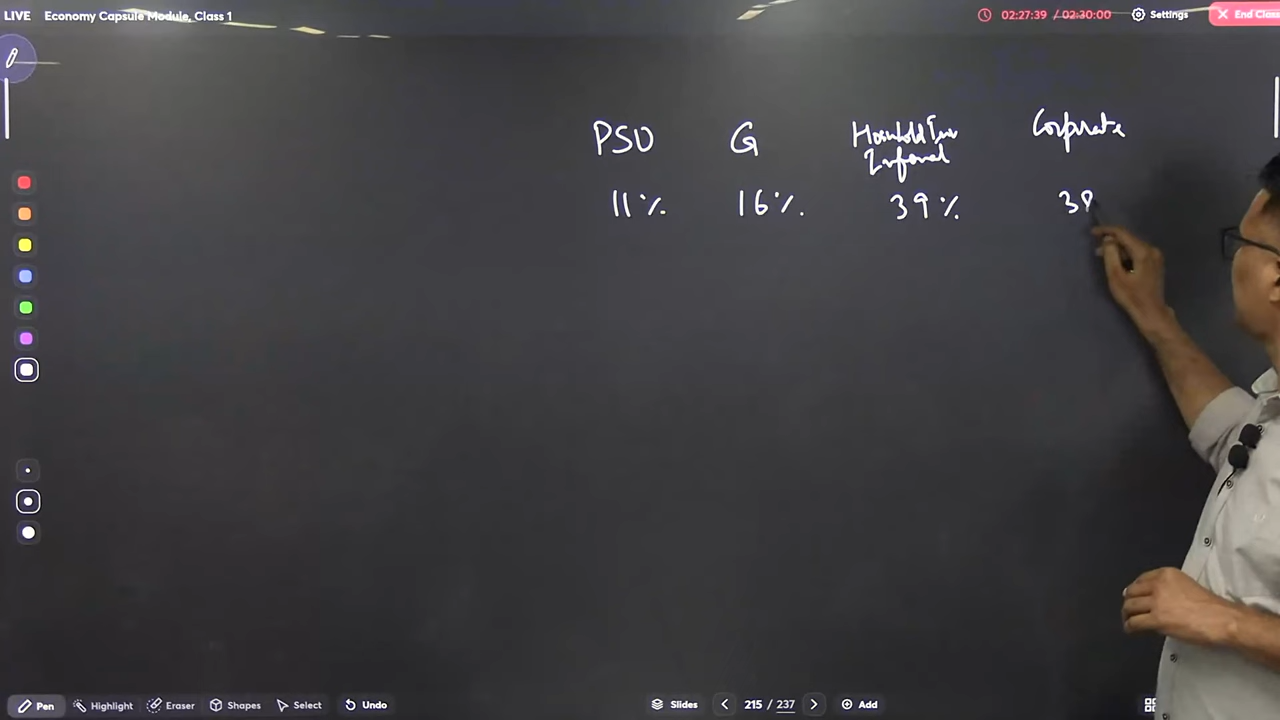 LIVE Economy Capsule Module, Class 1
02:27:39 / 02:30:00 Settings End Class
PSU G Household Corporate
Informal
11% 16% 39% 38
Pen Highlight Eraser Shapes Select Undo Slides 215 / 237 Add